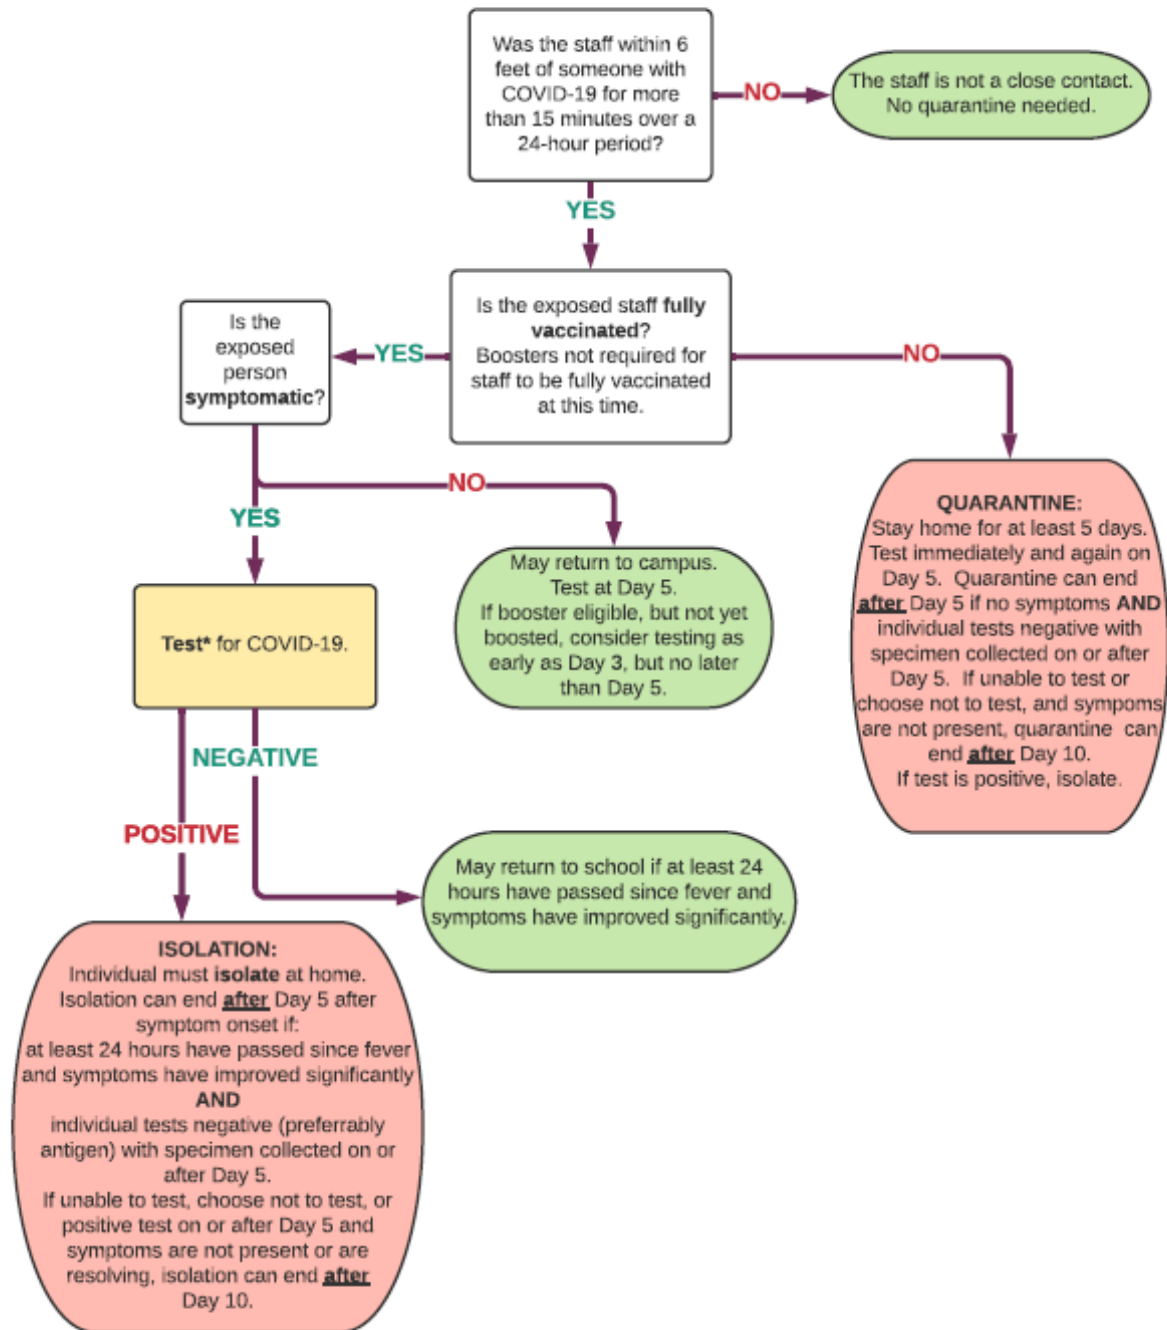 Was the staff within 6
feet of someone with
COVID-19 for more
than 15 minutes over a
24-hour period?
NO
The staff is not a close contact.
No quarantine needed.
YES
Is the exposed staff fully
vaccinated?
Boosters not required for
staff to be fully vaccinated
at this time.
YES
NO
Is the
exposed
person
symptomatic?
NO
YES
May return to campus.
Test at Day 5.
If booster eligible, but not yet
boosted, consider testing as
early as Day 3, but no later
than Day 5.
QUARANTINE:
Stay home for at least 5 days.
Test immediately and again on
Day 5.  Quarantine can end
after Day 5 if no symptoms AND
individual tests negative with
specimen collected on or after
Day 5.  If unable to test or
choose not to test, and sympoms
are not present, quarantine  can
end after Day 10.
If test is positive, isolate.
Test* for COVID-19.
NEGATIVE
POSITIVE
May return to school if at least 24
hours have passed since fever and
symptoms have improved significantly.
ISOLATION:
Individual must isolate at home.
Isolation can end after Day 5 after
symptom onset if:
at least 24 hours have passed since fever
and symptoms have improved significantly
AND
individual tests negative (preferrably
antigen) with specimen collected on or
after Day 5.
If unable to test, choose not to test, or
positive test on or after Day 5 and
symptoms are not present or are
resolving, isolation can end after
Day 10.